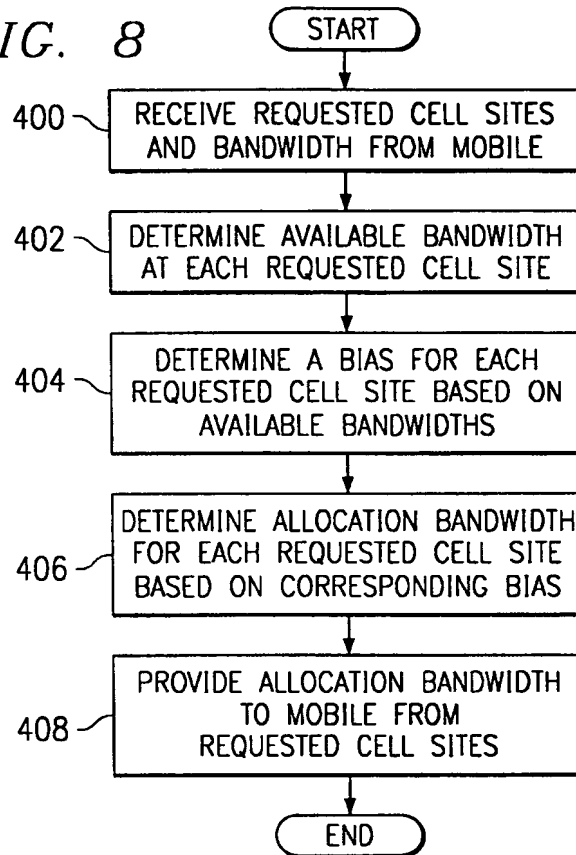 IG. 8
START
400
RECEIVE REQUESTED CELL SITES
AND BANDWIDTH FROM MOBILE
402
DETERMINE AVAILABLE BANDWIDTH
AT EACH REQUESTED CELL SITE
404
DETERMINE A BIAS FOR EACH
REQUESTED CELL SITE BASED ON
AVAILABLE BANDWIDTHS
406
DETERMINE ALLOCATION BANDWIDTH
FOR EACH REQUESTED CELL SITE
BASED ON CORRESPONDING BIAS
408
PROVIDE ALLOCATION BANDWIDTH
TO MOBILE FROM
REQUESTED CELL SITES
END